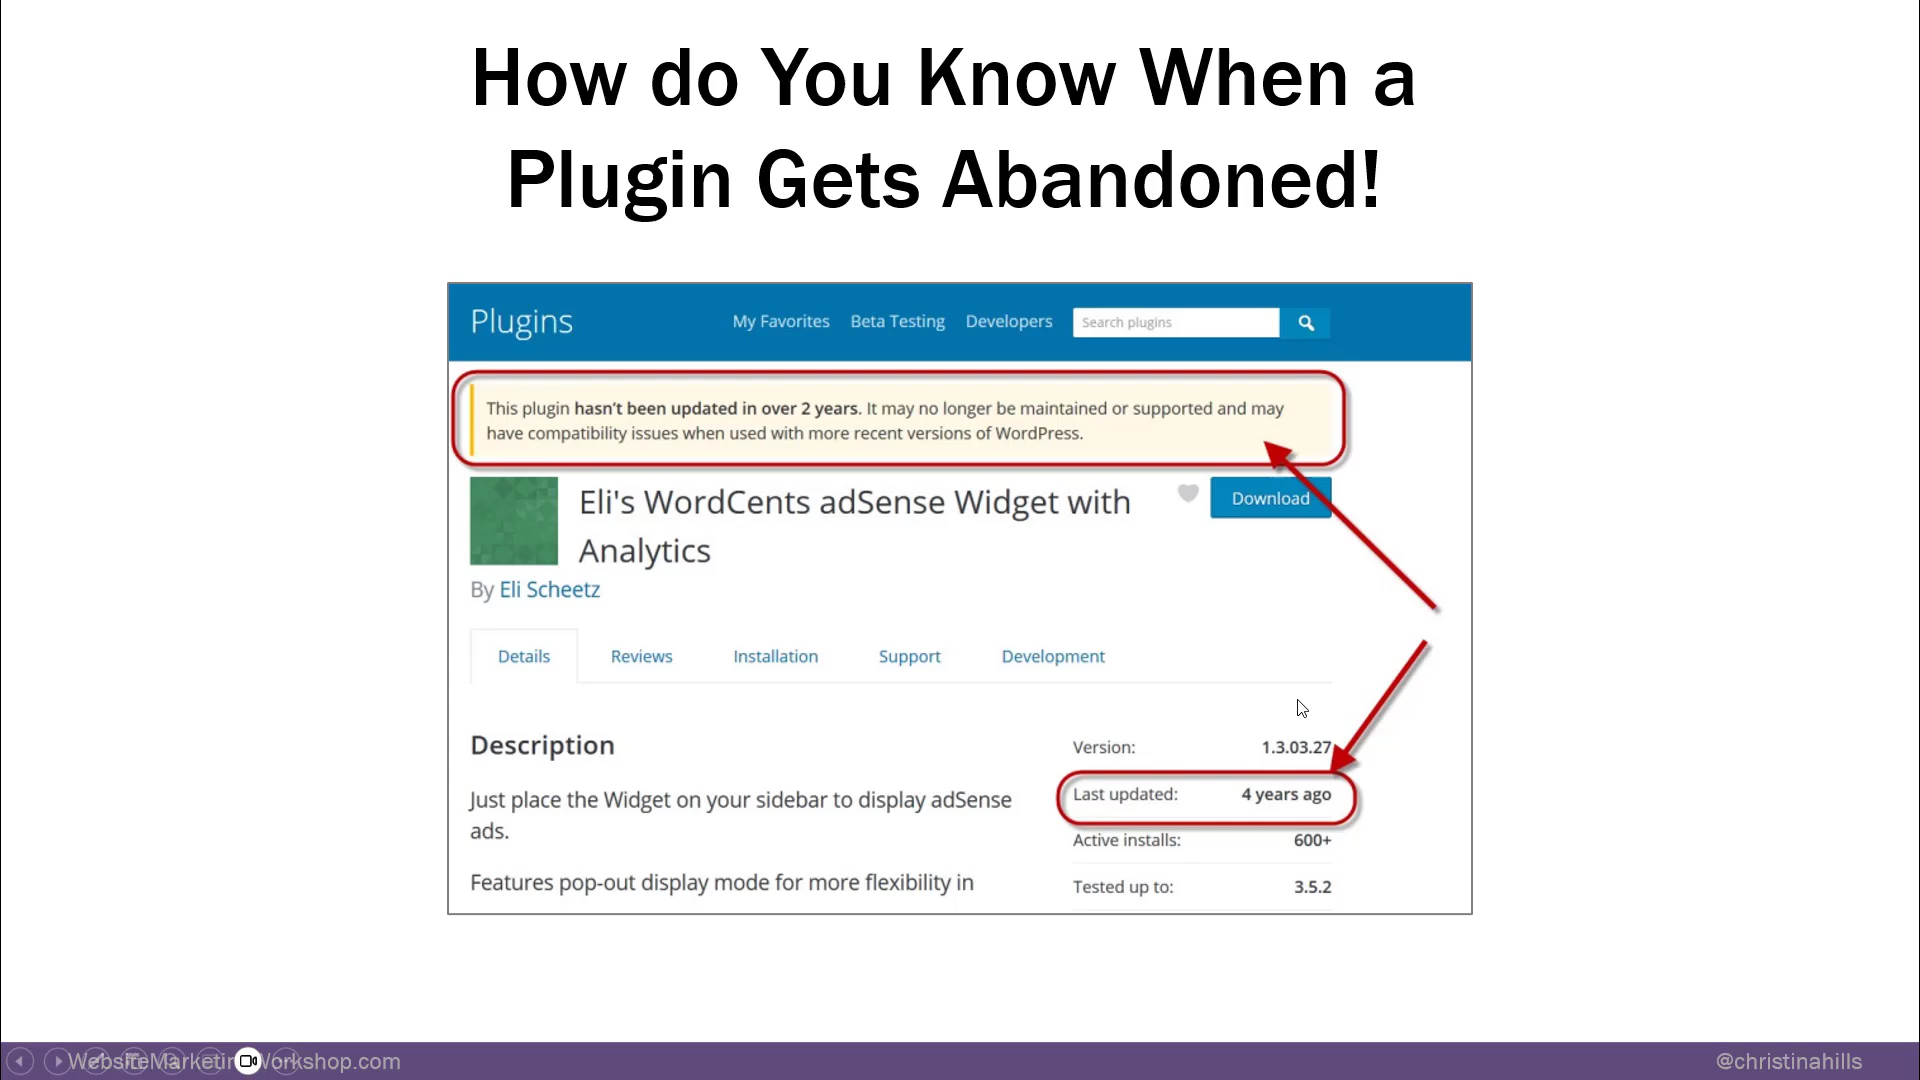 How do You Know When a
Plugin Gets Abandoned!
Plugins
My Favorites Beta Testing Developers Search plugins
This plugin hasn't been updated in over 2 years. It may no longer be maintained or supported and may
have compatibility issues when used with more recent versions of WordPress.
Eli's WordCents adSense Widget with
Analytics
Download
By Eli Scheetz
Details Reviews Installation Support Development
Description
Just place the Widget on your sidebar to display adSense
ads.
Features pop-out display mode for more flexibility in
Version: 1.3.03.27
Last updated: 4 years ago
Active installs: 600+
Tested up to: 3.5.2
WebsiteMarketin Workshop.com
@christinahills